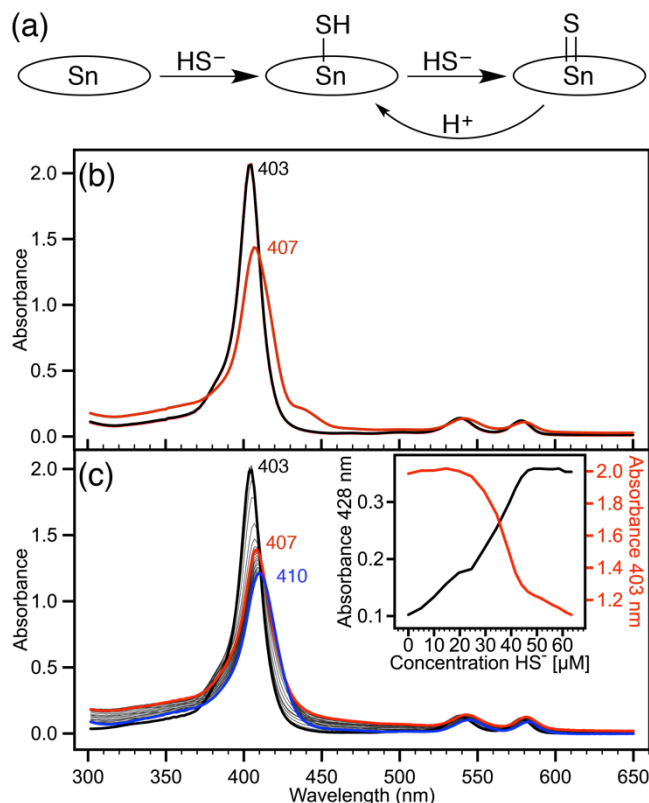 (a)
SH
S
Sn
HS⁻
Sn
HS⁻
Sn
H⁺
(b)
403
407
2.0
1.5
1.0
0.5
0.0
Absorbance
(c)
403
407
410
2.0
1.5
1.0
0.5
0.0
Absorbance
Absorbance 428 nm
0.3
0.2
0.1
Absorbance 403 nm
2.0
1.8
1.6
1.4
1.2
0 10 20 30 40 50 60
Concentration HS⁻ [µM]
300 350 400 450 500 550 600 650
Wavelength (nm)